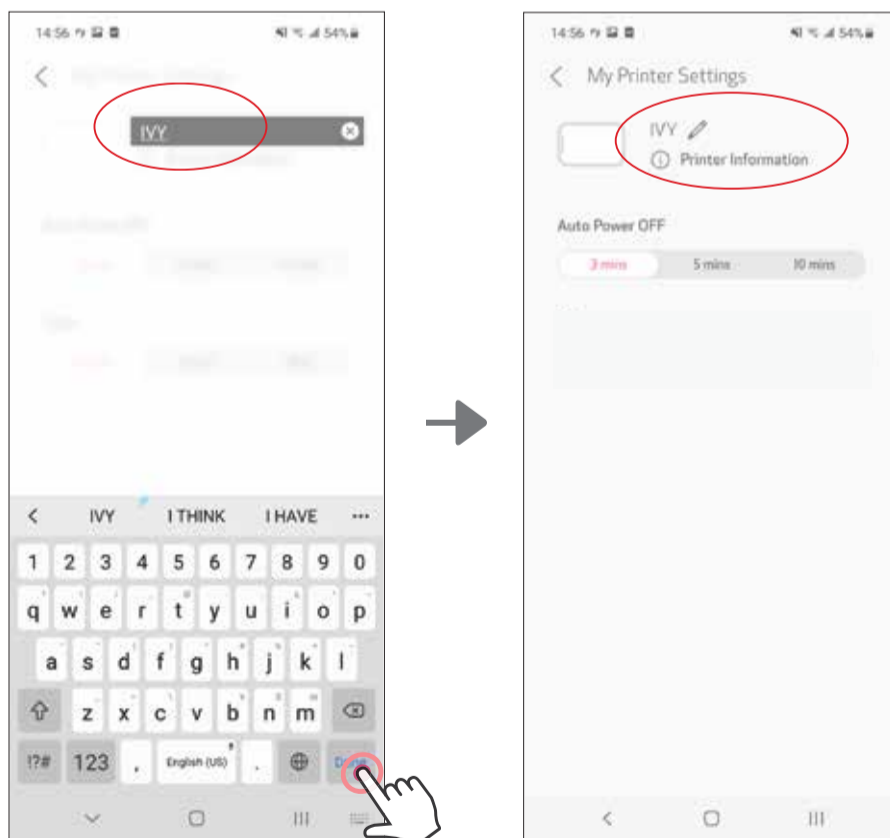 14:56
54%
IVY
< IVY I THINK I HAVE ...
1 2 3 4 5 6 7 8 9 0
q w e r t y u i o p
a s d f g h j k l
z x c v b n m
!?# 123 , English (US) . Done
14:56
54%
My Printer Settings
IVY
Printer Information
Auto Power OFF
3 mins 5 mins 10 mins